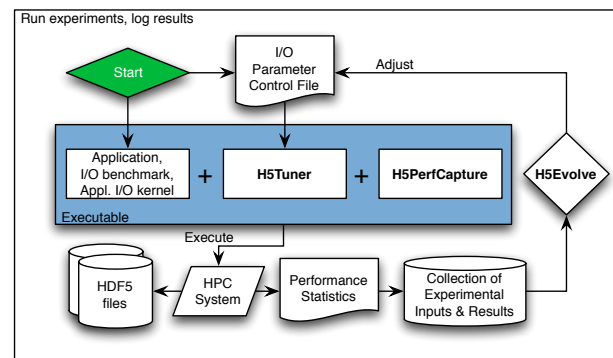 Run experiments, log results
Start
I/O
Parameter
Control File
Adjust
Application,
I/O benchmark,
Appl. I/O kernel
+
H5Tuner
+
H5PerfCapture
H5Evolve
Executable
Execute
HDF5
files
HPC
System
Performance
Statistics
Collection of
Experimental
Inputs & Results